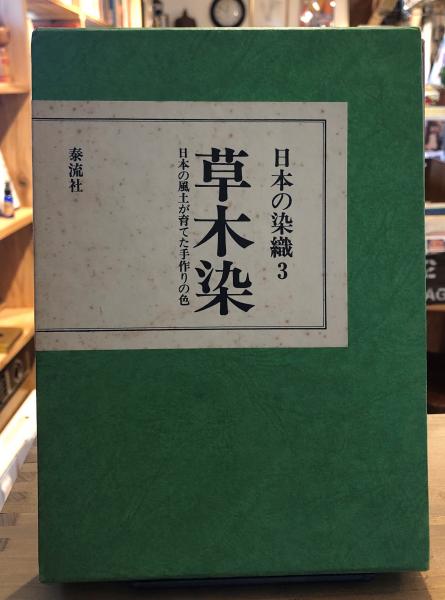 日本の染織3
草木染
日本の風土が育てた手作りの色
泰流社